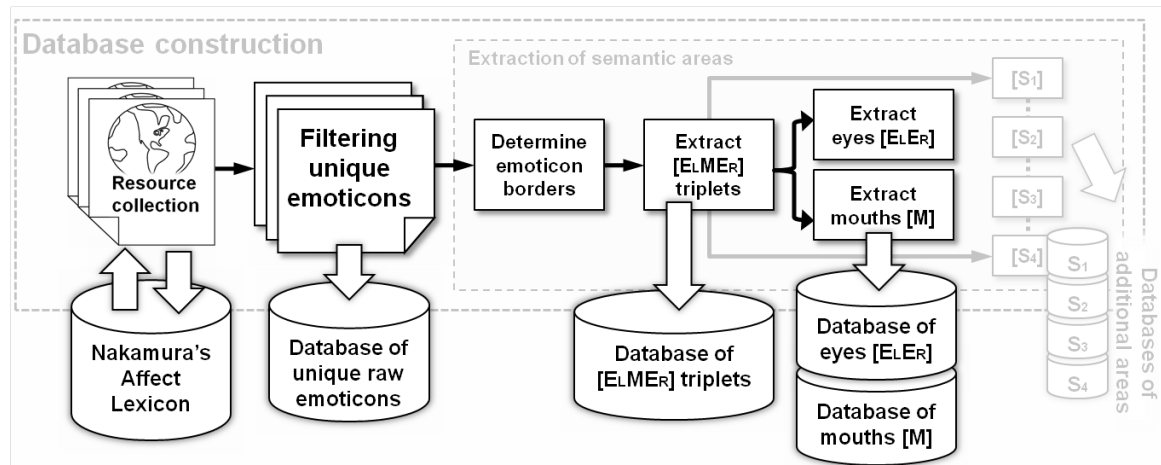 Database construction
Extraction of semantic areas
Resource
collection
Filtering
unique
emoticons
Determine
emoticon
borders
Extract
[ELMER]
triplets
Extract
eyes [ELER]
Extract
mouths [M]
[S1]
[S2]
[S3]
[S4]
Nakamura's
Affect
Lexicon
Database of
unique raw
emoticons
Database of
[ELMER] triplets
Database of
eyes [ELER]
Database of
mouths [M]
S1
S2
S3
S4
Databases of
additional areas